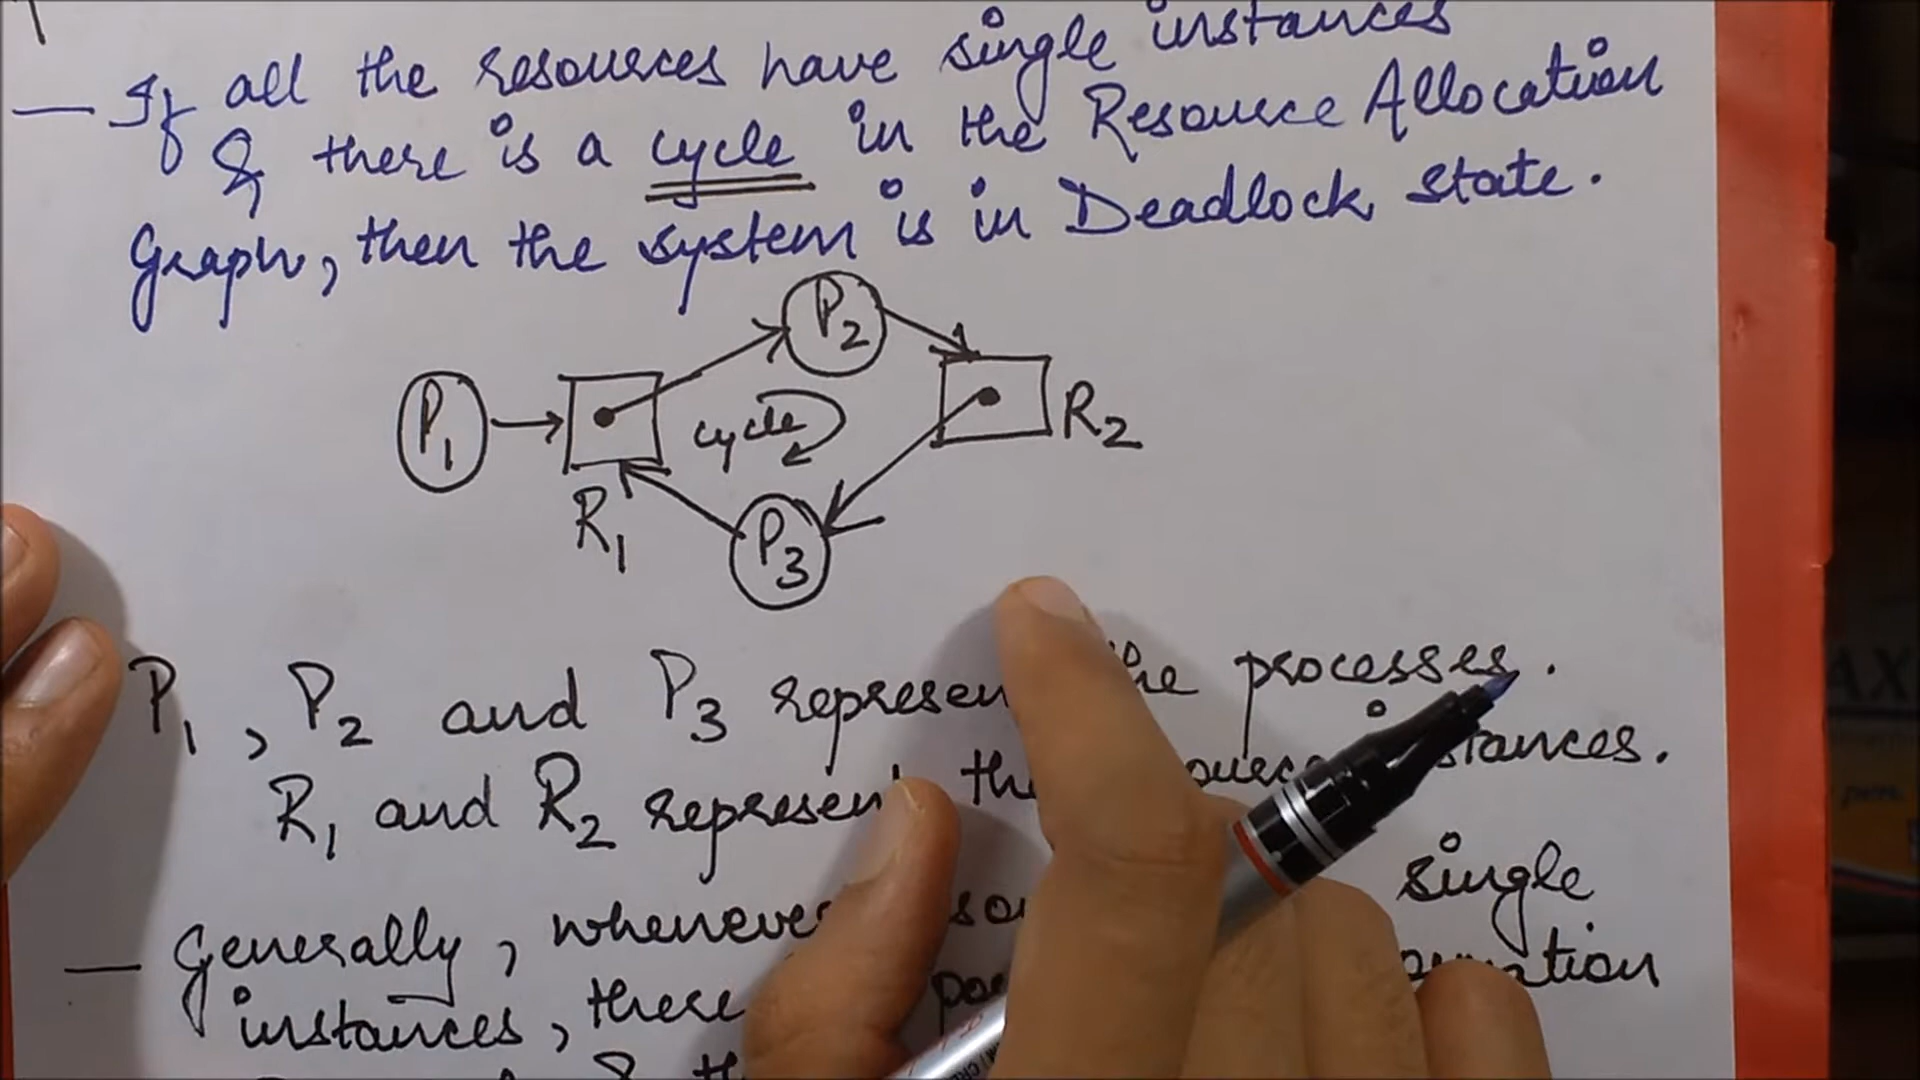 — If all the resources have single instances
& there is a cycle in the Resource Allocation
Graph, then the system is in Deadlock state.
P2
P1
cycle
R2
R1
P3
P1, P2 and P3 represent the processes.
R1 and R2 represent the instances.
— Generally, whenever single
instances, there
&